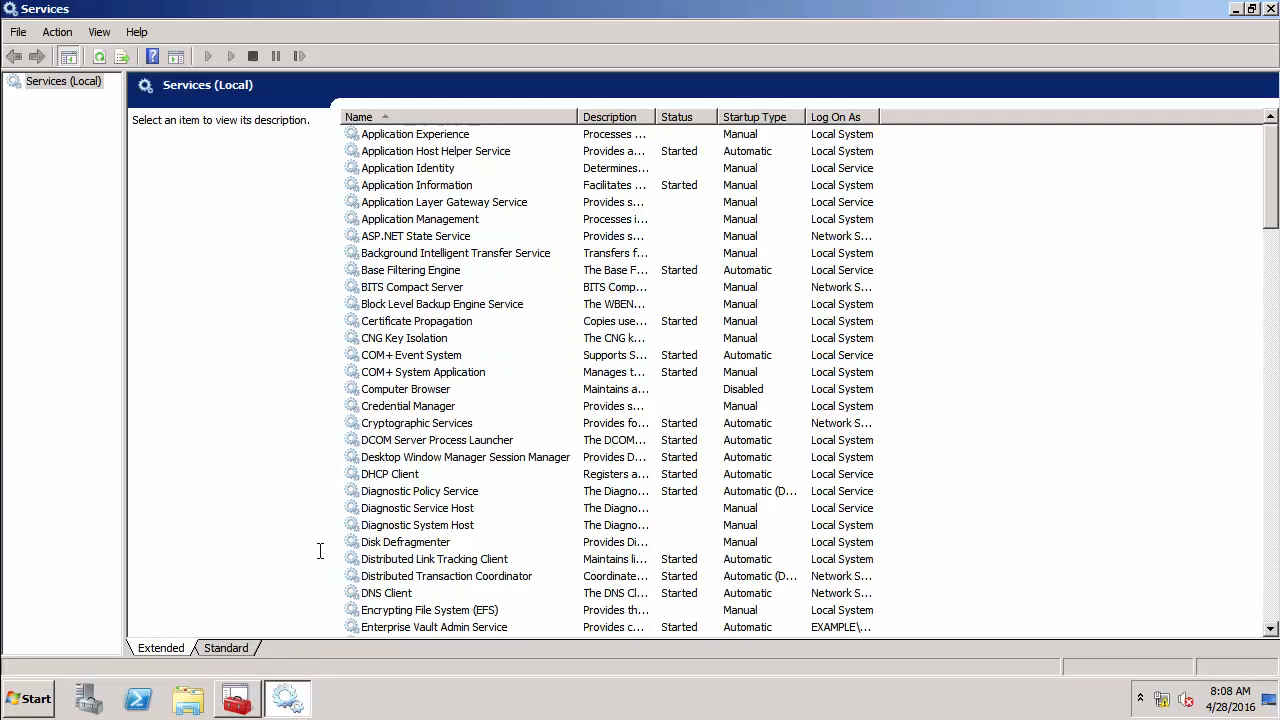 Services
File Action View Help
Services (Local)
Services (Local)
Select an item to view its description.
Name Description Status Startup Type Log On As
Application Experience Processes ... Manual Local System
Application Host Helper Service Provides a... Started Automatic Local System
Application Identity Determines... Manual Local Service
Application Information Facilitates ... Started Manual Local System
Application Layer Gateway Service Provides s... Manual Local Service
Application Management Processes i... Manual Local System
ASP.NET State Service Provides s... Manual Network S...
Background Intelligent Transfer Service Transfers f... Manual Local System
Base Filtering Engine The Base F... Started Automatic Local Service
BITS Compact Server BITS Comp... Manual Network S...
Block Level Backup Engine Service The WBEN... Manual Local System
Certificate Propagation Copies use... Started Manual Local System
CNG Key Isolation The CNG k... Manual Local System
COM+ Event System Supports S... Started Automatic Local Service
COM+ System Application Manages t... Started Manual Local System
Computer Browser Maintains a... Disabled Local System
Credential Manager Provides s... Manual Local System
Cryptographic Services Provides fo... Started Automatic Network S...
DCOM Server Process Launcher The DCOM... Started Automatic Local System
Desktop Window Manager Session Manager Provides D... Started Automatic Local System
DHCP Client Registers a... Started Automatic Local Service
Diagnostic Policy Service The Diagno... Started Automatic (D... Local Service
Diagnostic Service Host The Diagno... Manual Local Service
Diagnostic System Host The Diagno... Manual Local System
Disk Defragmenter Provides Di... Manual Local System
Distributed Link Tracking Client Maintains li... Started Automatic Local System
Distributed Transaction Coordinator Coordinate... Started Automatic (D... Network S...
DNS Client The DNS Cl... Started Automatic Network S...
Encrypting File System (EFS) Provides th... Manual Local System
Enterprise Vault Admin Service Provides c... Started Automatic EXAMPLE\...
Extended Standard
Start
8:08 AM
4/28/2016